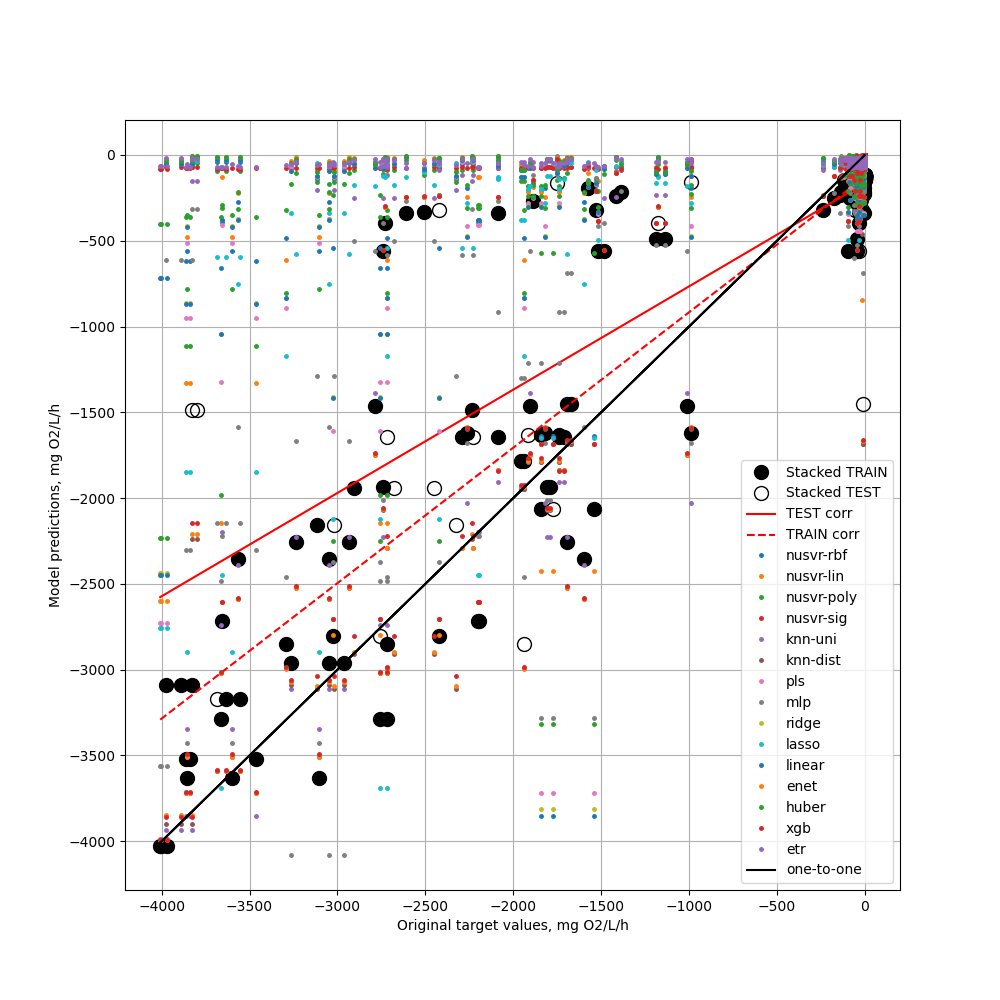 0
−500
−1000
−1500
−2000
−2500
−3000
−3500
−4000
Model predictions, mg O2/L/h
Stacked TRAIN
Stacked TEST
TEST corr
TRAIN corr
nusvr-rbf
nusvr-lin
nusvr-poly
nusvr-sig
knn-uni
knn-dist
pls
mlp
ridge
lasso
linear
enet
huber
xgb
etr
one-to-one
−4000 −3500 −3000 −2500 −2000 −1500 −1000 −500 0
Original target values, mg O2/L/h